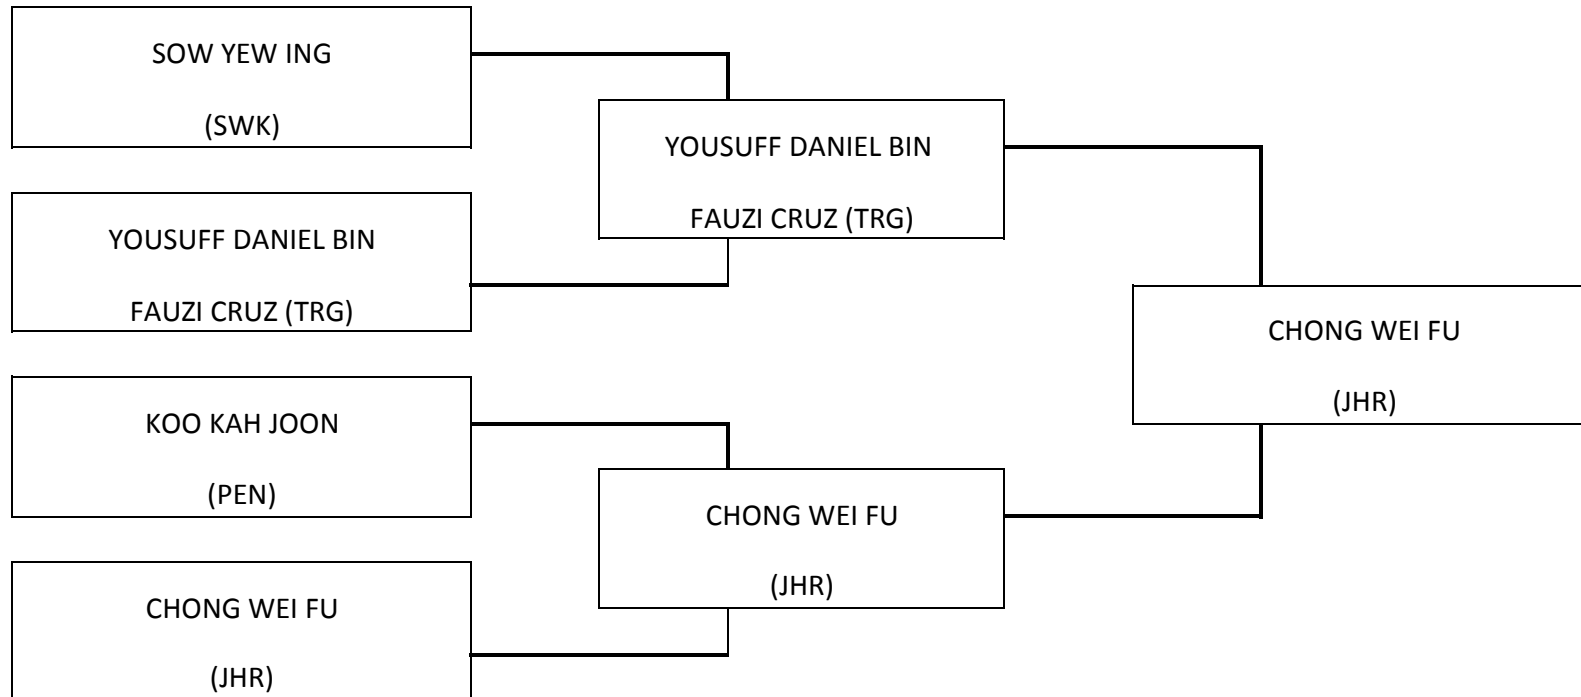 SOW YEW ING
(SWK)
YOUSUFF DANIEL BIN
FAUZI CRUZ (TRG)
KOO KAH JOON
(PEN)
CHONG WEI FU
(JHR)
YOUSUFF DANIEL BIN
FAUZI CRUZ (TRG)
CHONG WEI FU
(JHR)
CHONG WEI FU
(JHR)